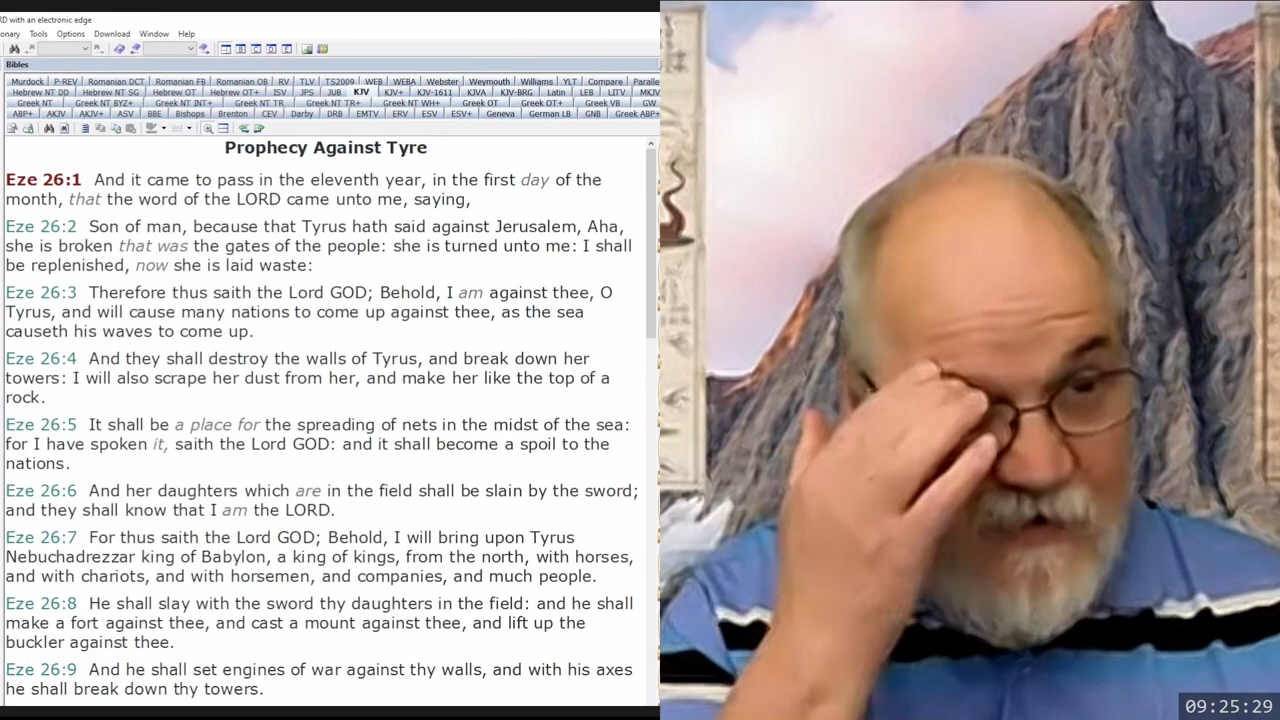 RD with an electronic edge
onary Tools Options Download Window Help
Bibles
Murdock P-REV Romanian DCT Romanian FB Romanian OB RV TLV TS2009 WEB WEBA Webster Weymouth Williams YLT Compare Paralle
Hebrew NT DD Hebrew NT SG Hebrew OT Hebrew OT+ ISV JPS JUB KJV KJV+ KJV-1611 KJVA KJV-BRG Latin LEB LITV MKJV
Greek NT Greek NT BYZ+ Greek NT INT+ Greek NT TR Greek NT TR+ Greek NT WH+ Greek OT Greek OT+ Greek VB GW
ABP+ AKJV AKJV+ ASV BBE Bishops Brenton CEV Darby DRB EMTV ERV ESV ESV+ Geneva German LB GNB Greek ABP+
B C D E
Prophecy Against Tyre
Eze 26:1 And it came to pass in the eleventh year, in the first day of the
month, that the word of the LORD came unto me, saying,
Eze 26:2 Son of man, because that Tyrus hath said against Jerusalem, Aha,
she is broken that was the gates of the people: she is turned unto me: I shall
be replenished, now she is laid waste:
Eze 26:3 Therefore thus saith the Lord GOD; Behold, I am against thee, O
Tyrus, and will cause many nations to come up against thee, as the sea
causeth his waves to come up.
Eze 26:4 And they shall destroy the walls of Tyrus, and break down her
towers: I will also scrape her dust from her, and make her like the top of a
rock.
Eze 26:5 It shall be a place for the spreading of nets in the midst of the sea:
for I have spoken it, saith the Lord GOD: and it shall become a spoil to the
nations.
Eze 26:6 And her daughters which are in the field shall be slain by the sword;
and they shall know that I am the LORD.
Eze 26:7 For thus saith the Lord GOD; Behold, I will bring upon Tyrus
Nebuchadrezzar king of Babylon, a king of kings, from the north, with horses,
and with chariots, and with horsemen, and companies, and much people.
Eze 26:8 He shall slay with the sword thy daughters in the field: and he shall
make a fort against thee, and cast a mount against thee, and lift up the
buckler against thee.
Eze 26:9 And he shall set engines of war against thy walls, and with his axes
he shall break down thy towers.
09:25:29